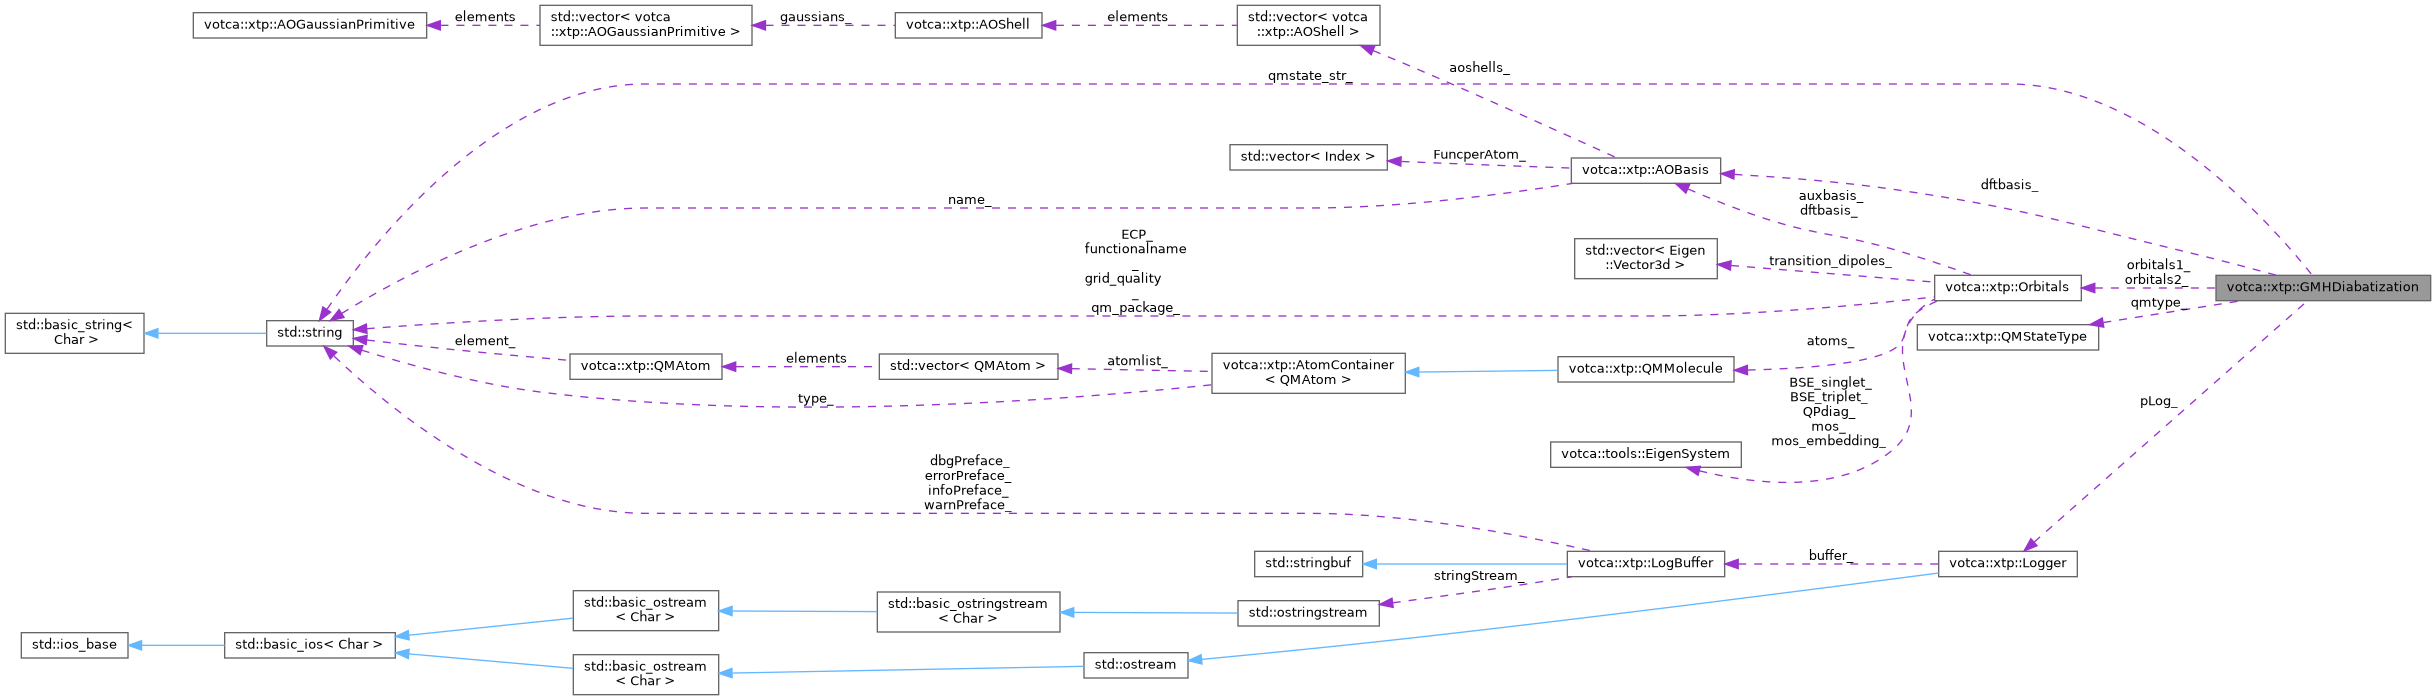 votca::xtp::AOGaussianPrimitive
elements
std::vector< votca
::xtp::AOGaussianPrimitive >
gaussians_
votca::xtp::AOShell
elements
std::vector< votca
::xtp::AOShell >
aoshells_
qmstate_str_
std::vector< Index >
FuncperAtom_
votca::xtp::AOBasis
dftbasis_
name_
auxbasis_
dftbasis_
ECP_
functionalname
_
grid_quality
_
qm_package_
std::vector< Eigen
::Vector3d >
transition_dipoles_
votca::xtp::Orbitals
orbitals1_
orbitals2_
votca::xtp::GMHDiabatization
qmtype_
votca::xtp::QMStateType
std::basic_string<
Char >
std::string
element_
votca::xtp::QMAtom
elements
std::vector< QMAtom >
atomlist_
votca::xtp::AtomContainer
< QMAtom >
votca::xtp::QMMolecule
atoms_
type_
BSE_singlet_
BSE_triplet_
QPdiag_
mos_
mos_embedding_
pLog_
votca::tools::EigenSystem
dbgPreface_
errorPreface_
infoPreface_
warnPreface_
std::stringbuf
votca::xtp::LogBuffer
buffer_
votca::xtp::Logger
stringStream_
std::basic_ostream
< Char >
std::basic_ostringstream
< Char >
std::ostringstream
std::ios_base
std::basic_ios< Char >
std::basic_ostream
< Char >
std::ostream